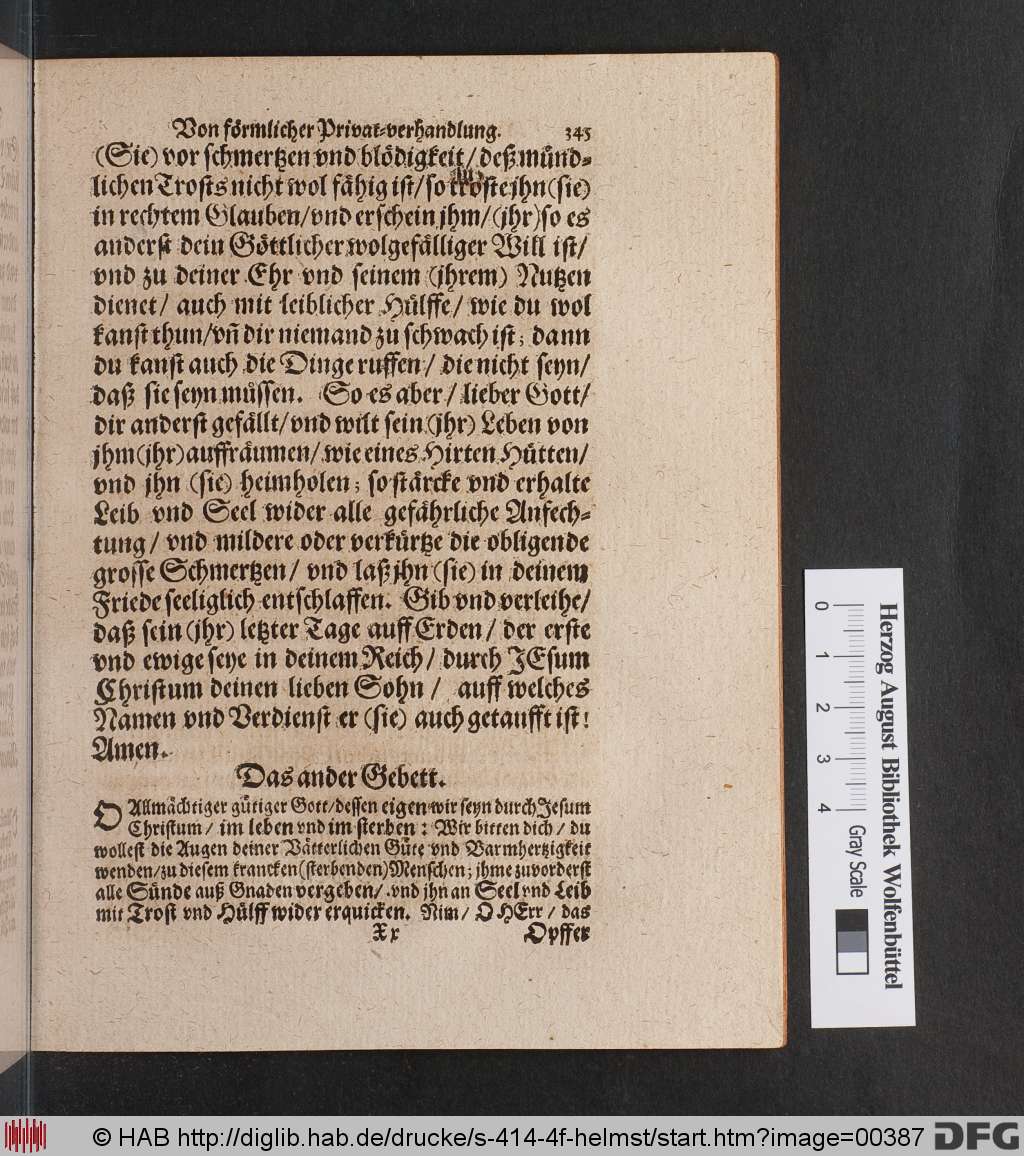 Von förmlicher Privat-verhandlung. 345
(Sie) vor schmertzen vnd blödigkeit/ deß münd-
lichen Trosts nicht wol fähig ist/ so tröste jhn (sie)
in rechtem Glauben/ vnd erschein jhm/ (jhr) so es
anderst dein Göttlicher wolgefälliger Will ist/
vnd zu deiner Ehr vnd seinem (jhrem) Nutzen
dienet/ auch mit leiblicher Hülffe/ wie du wol
kanst thun/ vñ dir niemand zu schwach ist; dann
du kanst auch die Dinge ruffen/ die nicht seyn/
daß sie seyn müssen. So es aber/ lieber Gott/
dir anderst gefällt/ vnd wilt sein (jhr) Leben von
jhm (jhr) auffräumen/ wie eines Hirten Hütten/
vnd jhn (sie) heimholen; so stärcke vnd erhalte
Leib vnd Seel wider alle gefährliche Anfech-
tung/ vnd mildere oder verkürtze die obligende
grosse Schmertzen/ vnd laß jhn (sie) in deinem
Friede seeliglich entschlaffen. Gib vnd verleihe/
daß sein (jhr) letzter Tage auff Erden/ der erste
vnd ewige seye in deinem Reich/ durch JEsum
Christum deinen lieben Sohn/ auff welches
Namen vnd Verdienst er (sie) auch getaufft ist!
Amen.
Das ander Gebett.
O Allmächtiger gütiger Gott/ dessen eigen wir seyn durch Jesum
Christum/ im leben vnd im sterben: Wir bitten dich/ du
wollest die Augen deiner Vätterlichen Güte vnd Barmhertzigkeit
wenden/ zu diesem krancken (sterbenden) Menschen; jhme zuvorderst
alle Sünde auß Gnaden vergeben/ vnd jhn an Seel vnd Leib
mit Trost vnd Hülff wider erquicken. Nim/ O HErr/ das
Xx Opffer
Herzog August Bibliothek Wolfenbüttel
0 1 2 3 4 Gray Scale
© HAB http://diglib.hab.de/drucke/s-414-4f-helmst/start.htm?image=00387 DFG